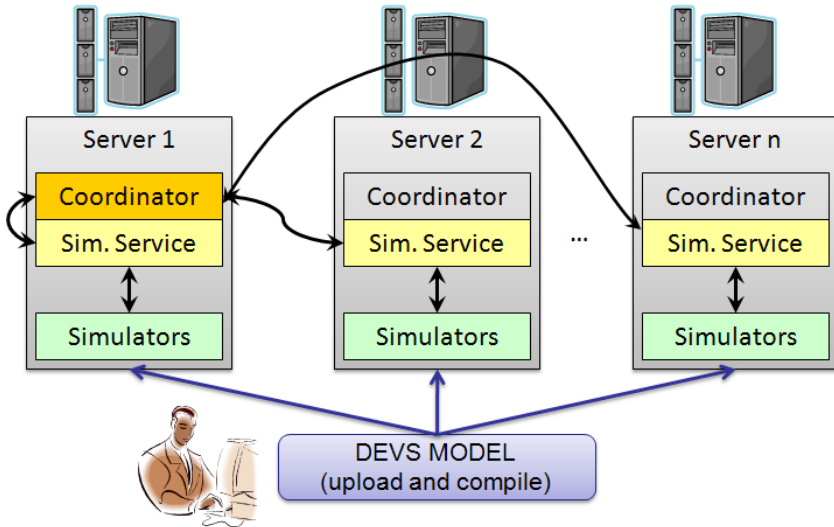 Server 1
Coordinator
Sim. Service
Simulators
Server 2
Coordinator
Sim. Service
Simulators
...
Server n
Coordinator
Sim. Service
Simulators
DEVS MODEL
(upload and compile)